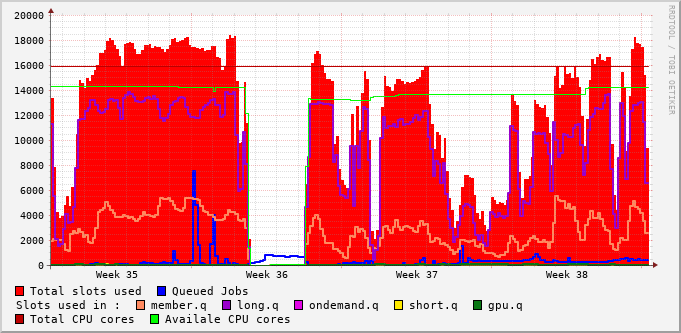 RRDTOOL / TOBI OETIKER
20000
18000
16000
14000
12000
10000
8000
6000
4000
2000
0
Week 35 Week 36 Week 37 Week 38
Total slots used Queued Jobs
Slots used in : member.q long.q ondemand.q short.q gpu.q
Total CPU cores Availale CPU cores